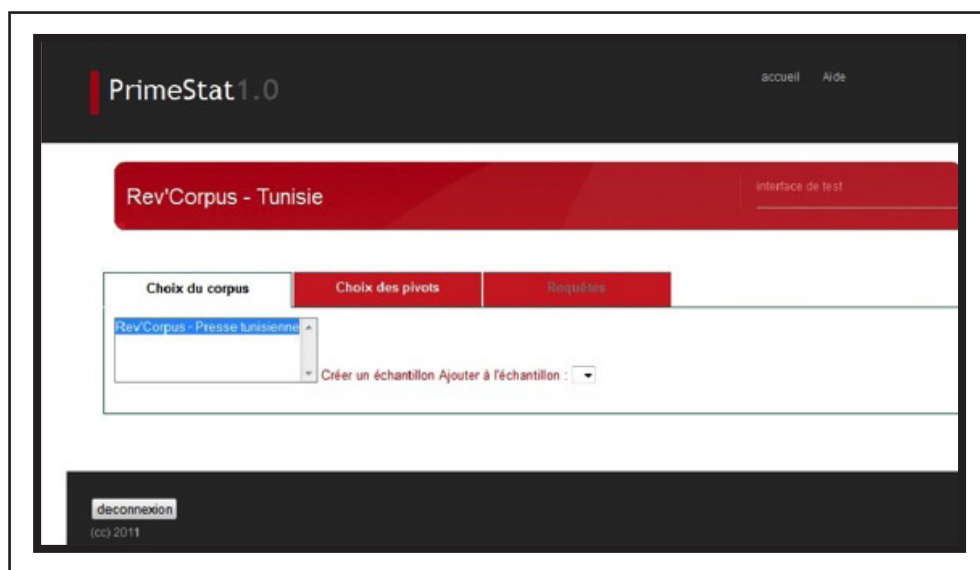 PrimeStat1.0
accueil Aide
Rev'Corpus - Tunisie
interface de test
Choix du corpus
Choix des pivots
Requêtes
Rev'Corpus - Presse tunisienne
Créer un échantillon Ajouter à l'échantillon :
deconnexion
(cc) 2011